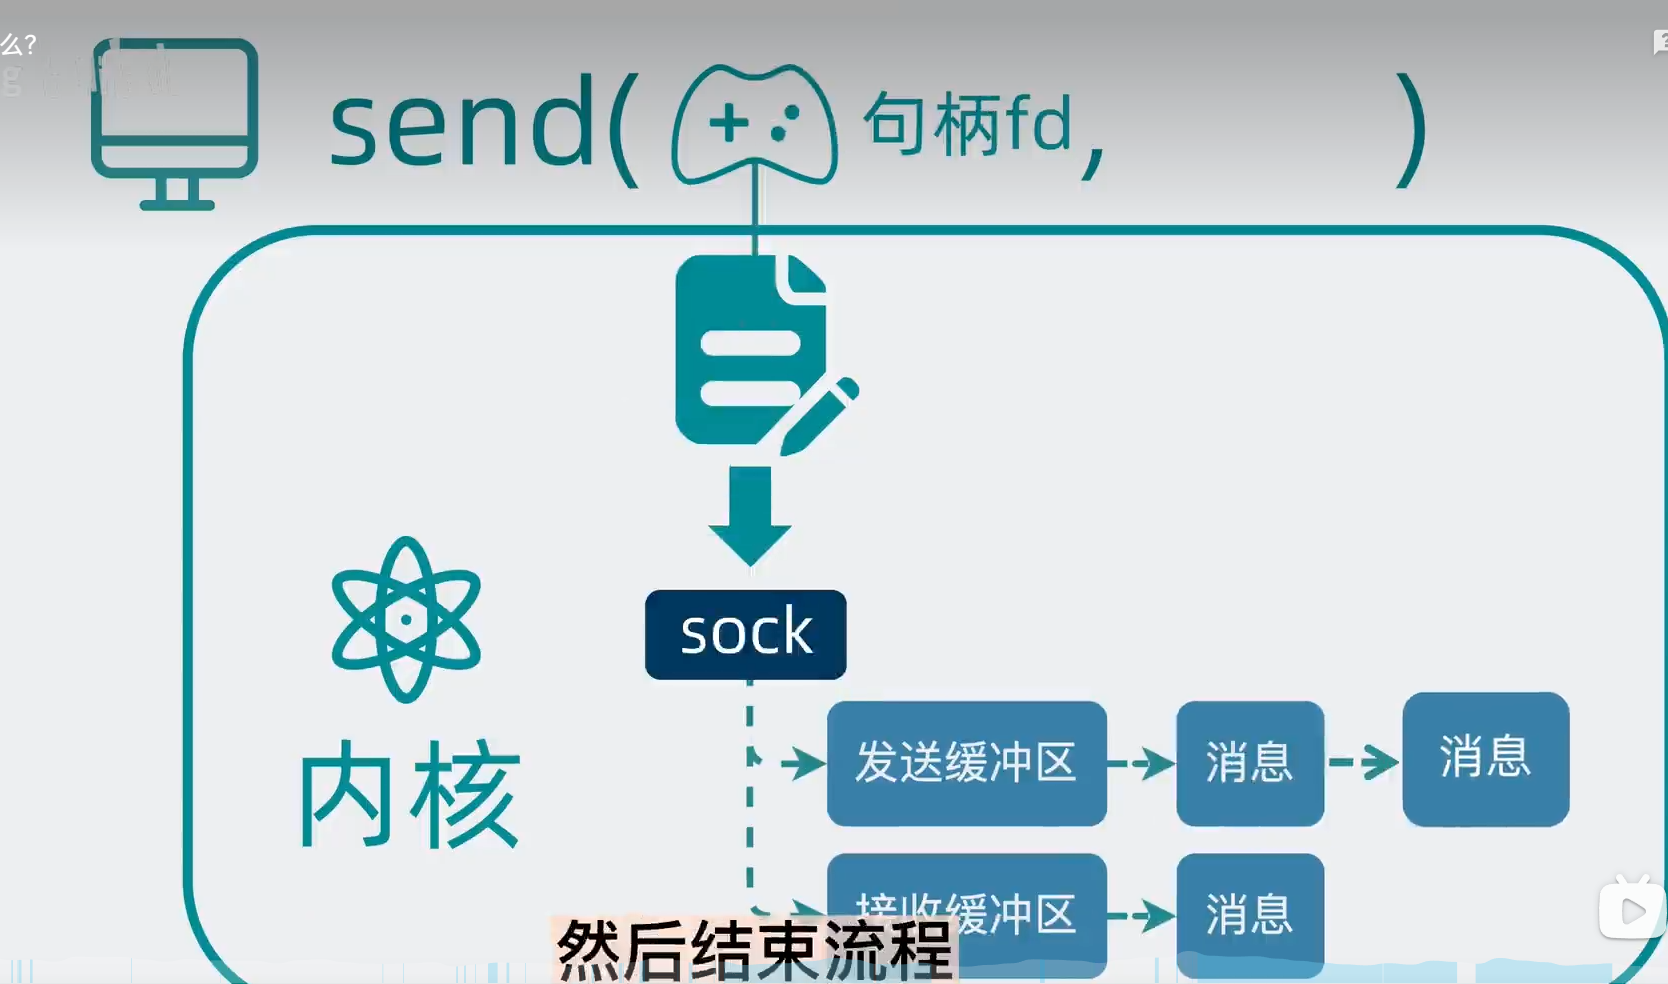 么?
send( 句柄fd, )
sock
发送缓冲区 消息 消息
内核
接收缓冲区 消息
然后结束流程